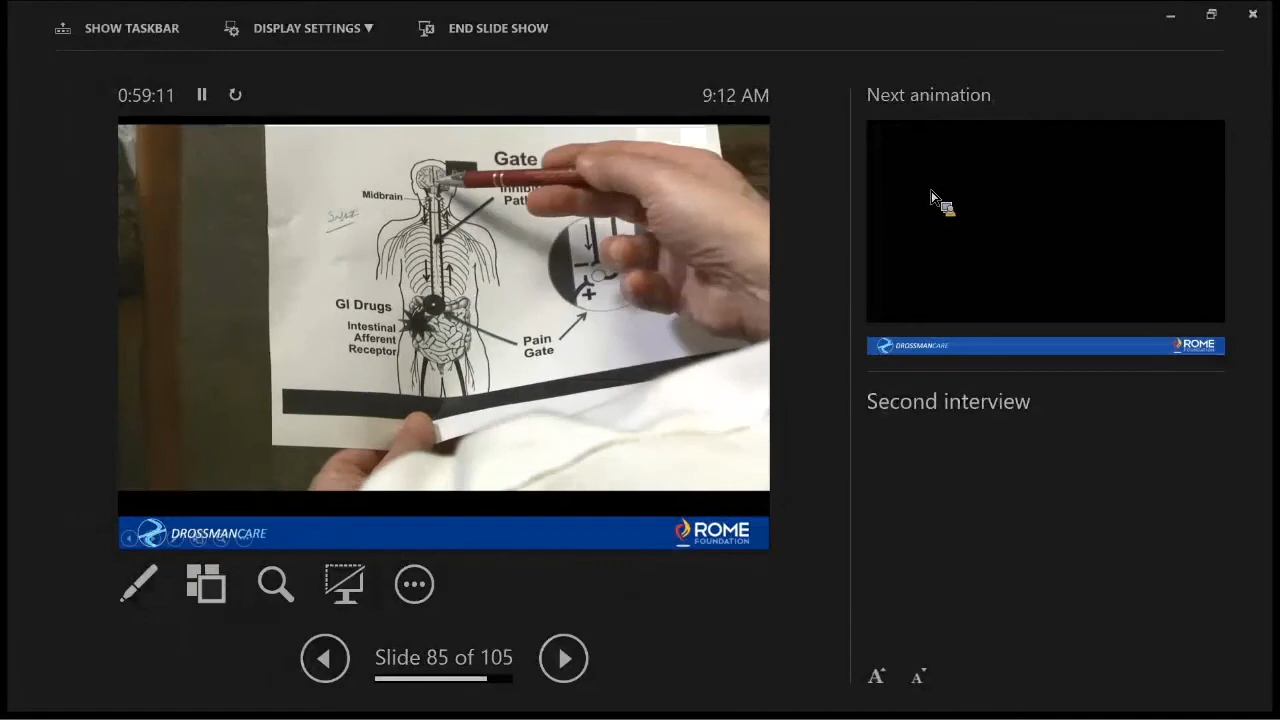 SHOW TASKBAR
DISPLAY SETTINGS ▼
END SLIDE SHOW
0:59:11
9:12 AM
Next animation
Gate
Midbrain
GI Drugs
Intestinal
Afferent
Receptor
Pain
Gate
+
DROSSMANCARE
ROME
FOUNDATION
DROSSMANCARE
ROME
FOUNDATION
Second interview
Slide 85 of 105
A
A